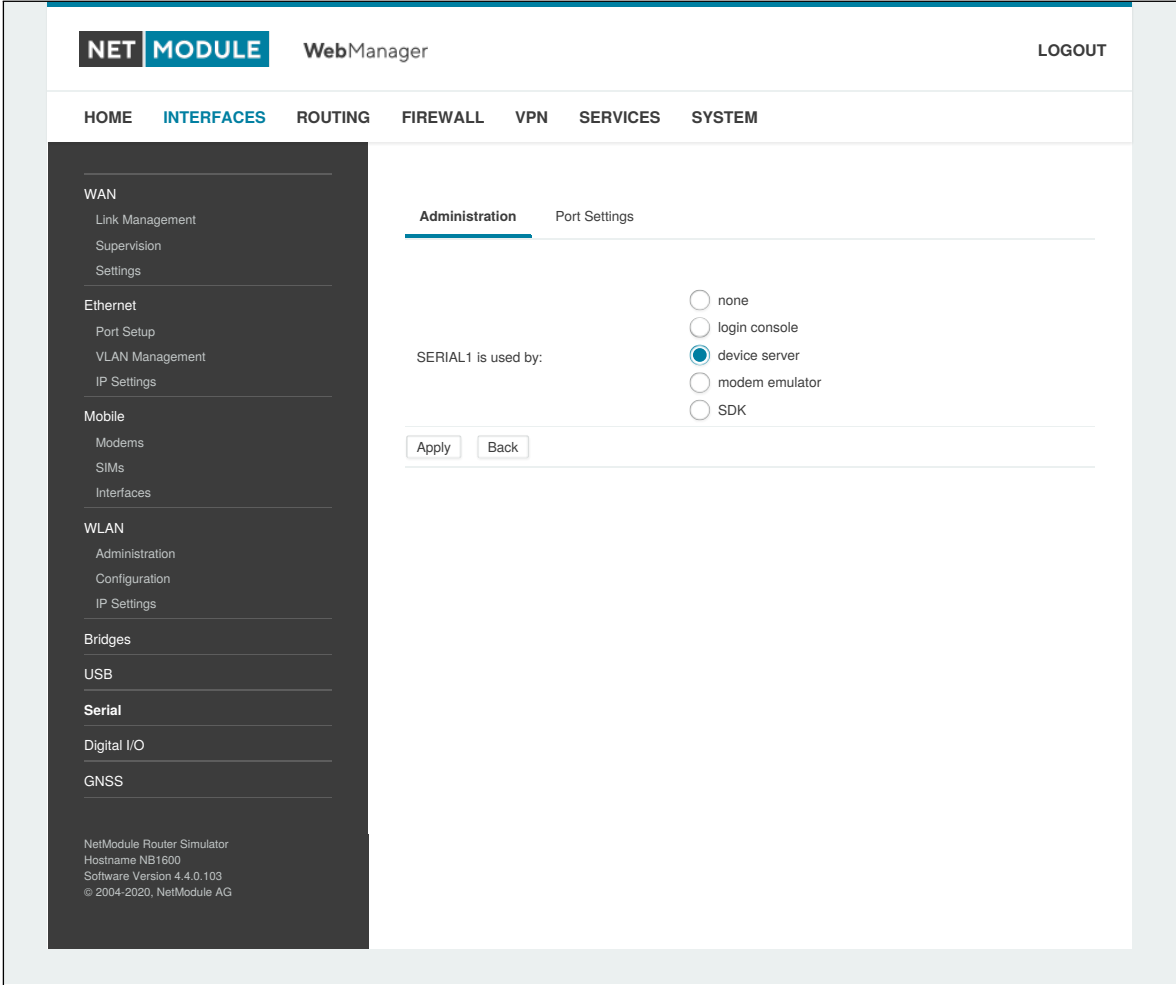 NET MODULE WebManager LOGOUT
HOME INTERFACES ROUTING FIREWALL VPN SERVICES SYSTEM
WAN
Link Management
Supervision
Settings
Ethernet
Port Setup
VLAN Management
IP Settings
Mobile
Modems
SIMs
Interfaces
WLAN
Administration
Configuration
IP Settings
Bridges
USB
Serial
Digital I/O
GNSS
NetModule Router Simulator
Hostname NB1600
Software Version 4.4.0.103
© 2004-2020, NetModule AG
Administration Port Settings
SERIAL1 is used by:
none
login console
device server
modem emulator
SDK
Apply Back